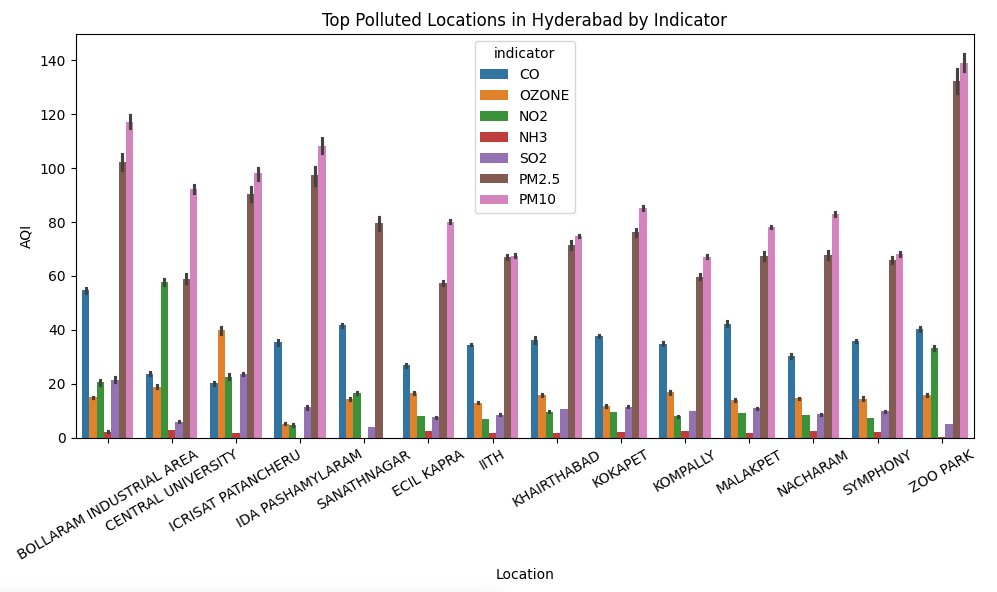 Top Polluted Locations in Hyderabad by Indicator
indicator
CO
OZONE
NO2
NH3
SO2
PM2.5
PM10
AQI
140
120
100
80
60
40
20
0
BOLLARAM INDUSTRIAL AREA
CENTRAL UNIVERSITY
ICRISAT PATANCHERU
IDA PASHAMYLARAM
SANATHNAGAR
ECIL KAPRA
IITH
KHAIRTHABAD
KOKAPET
KOMPALLY
MALAKPET
NACHARAM
SYMPHONY
ZOO PARK
Location